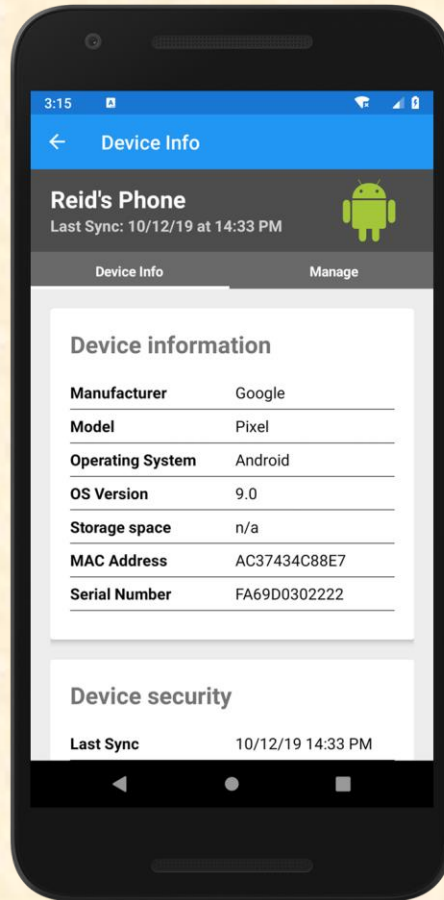 3:15
Device Info
Reid's Phone
Last Sync: 10/12/19 at 14:33 PM
Device Info Manage
Device information
Manufacturer Google
Model Pixel
Operating System Android
OS Version 9.0
Storage space n/a
MAC Address AC37434C88E7
Serial Number FA69D0302222
Device security
Last Sync 10/12/19 14:33 PM